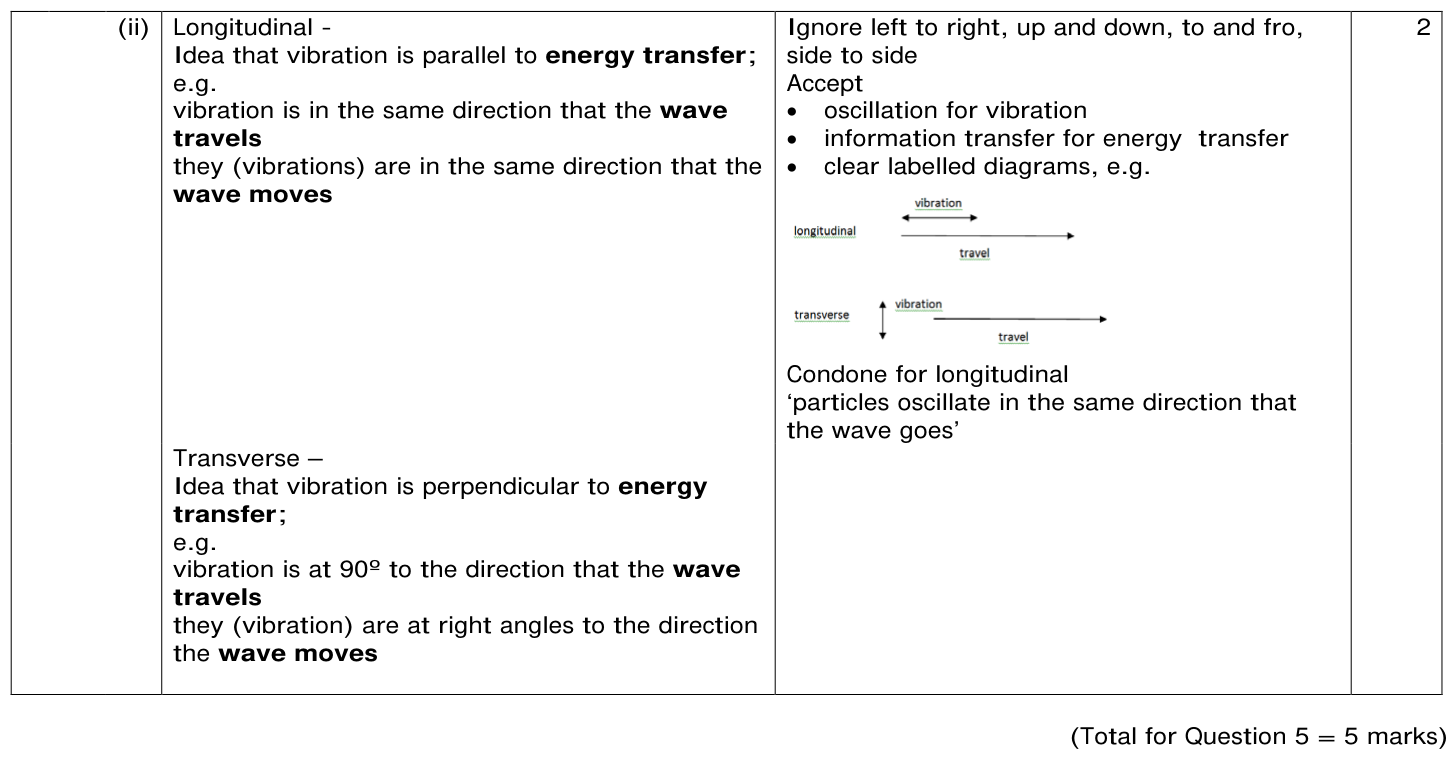 (ii)
Longitudinal -
Idea that vibration is parallel to energy transfer;
e.g.
vibration is in the same direction that the wave
travels
they (vibrations) are in the same direction that the
wave moves
Ignore left to right, up and down, to and fro,
side to side
Accept
• oscillation for vibration
• information transfer for energy transfer
• clear labelled diagrams, e.g.
vibration
longitudinal
travel
vibration
transverse
travel
Condone for longitudinal
‘particles oscillate in the same direction that
the wave goes’
2
Transverse –
Idea that vibration is perpendicular to energy
transfer;
e.g.
vibration is at 90º to the direction that the wave
travels
they (vibration) are at right angles to the direction
the wave moves
(Total for Question 5 = 5 marks)